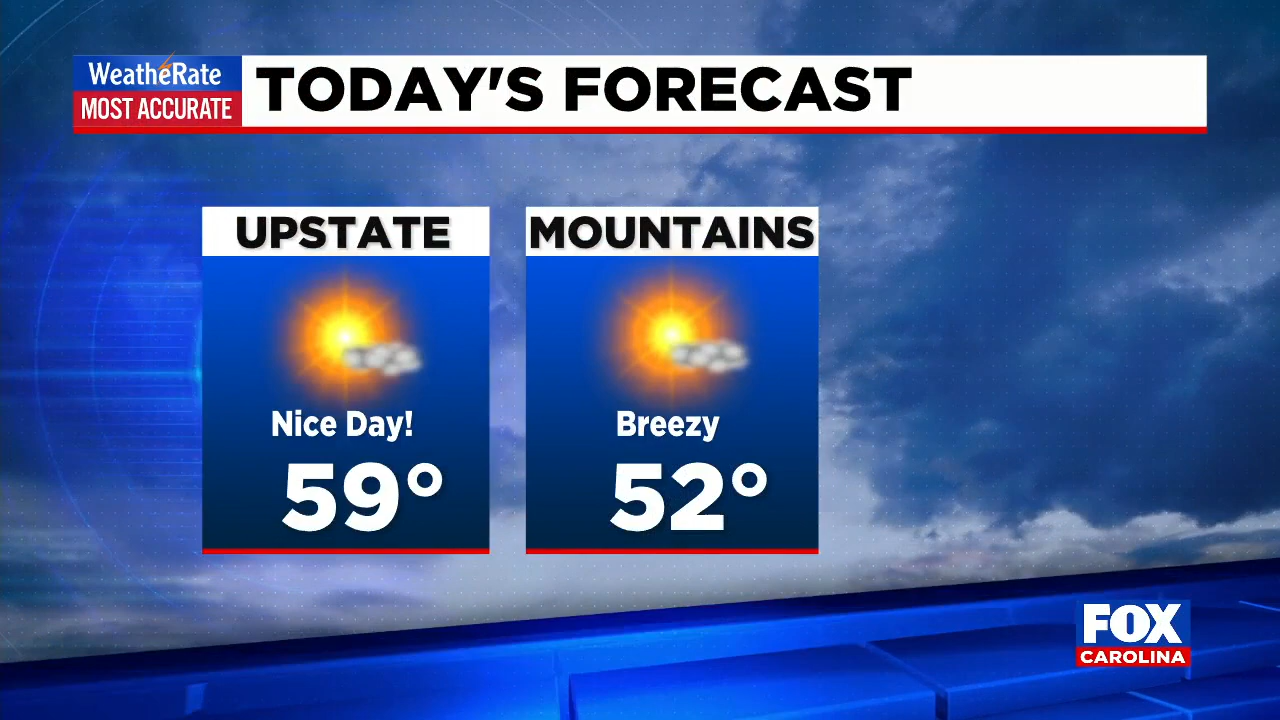 WeatheRate
MOST ACCURATE
TODAY'S FORECAST
UPSTATE
Nice Day!
59°
MOUNTAINS
Breezy
52°
FOX
CAROLINA